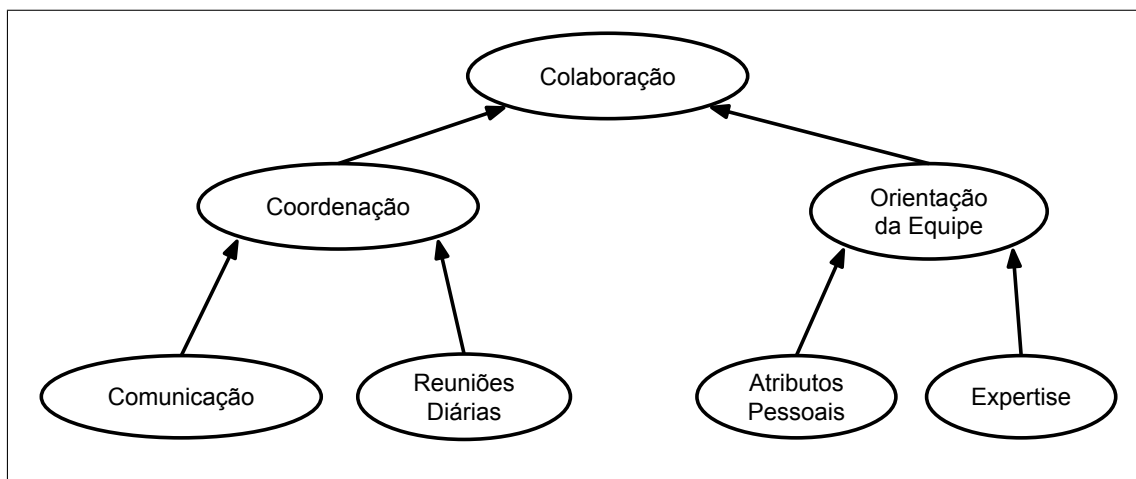 Colaboração
Coordenação
Orientação
da Equipe
Comunicação
Reuniões
Diárias
Atributos
Pessoais
Expertise